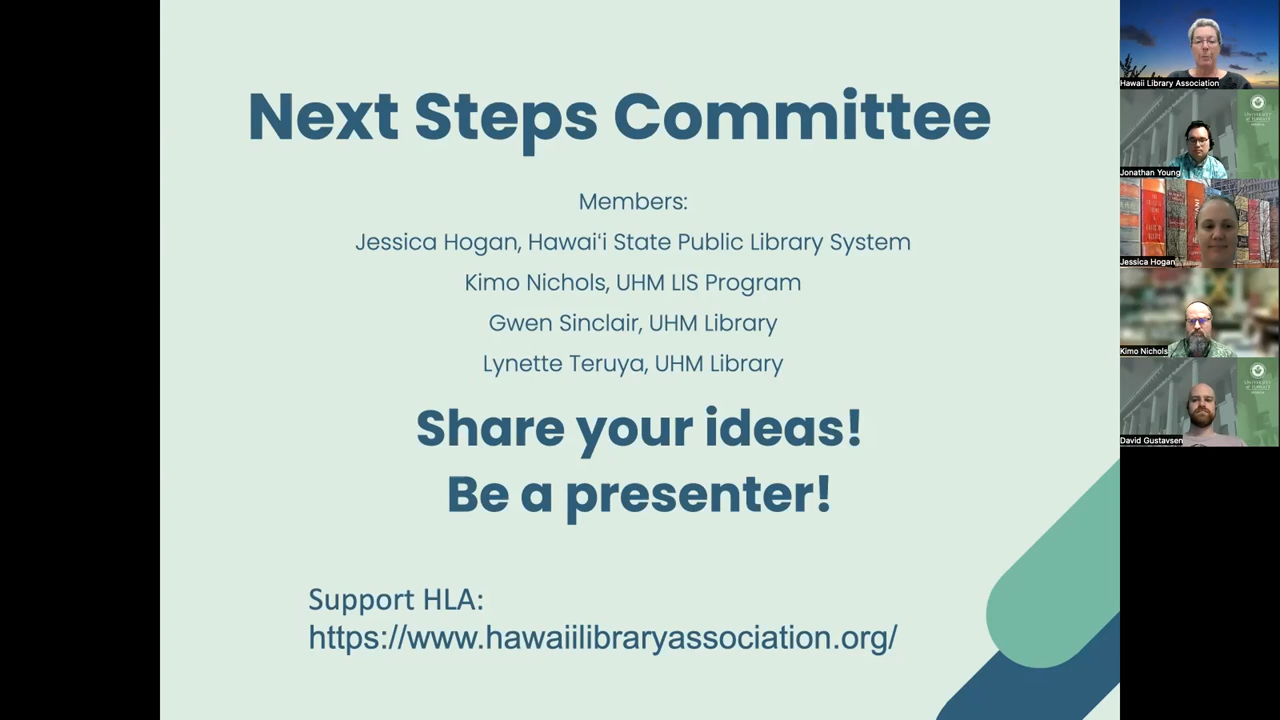 Next Steps Committee
Members:
Jessica Hogan, Hawaiʻi State Public Library System
Kimo Nichols, UHM LIS Program
Gwen Sinclair, UHM Library
Lynette Teruya, UHM Library
Share your ideas!
Be a presenter!
Support HLA:
https://www.hawaiilibraryassociation.org/
Hawaii Library Association
Jonathan Young
Jessica Hogan
Kimo Nichols
David Gustavsen